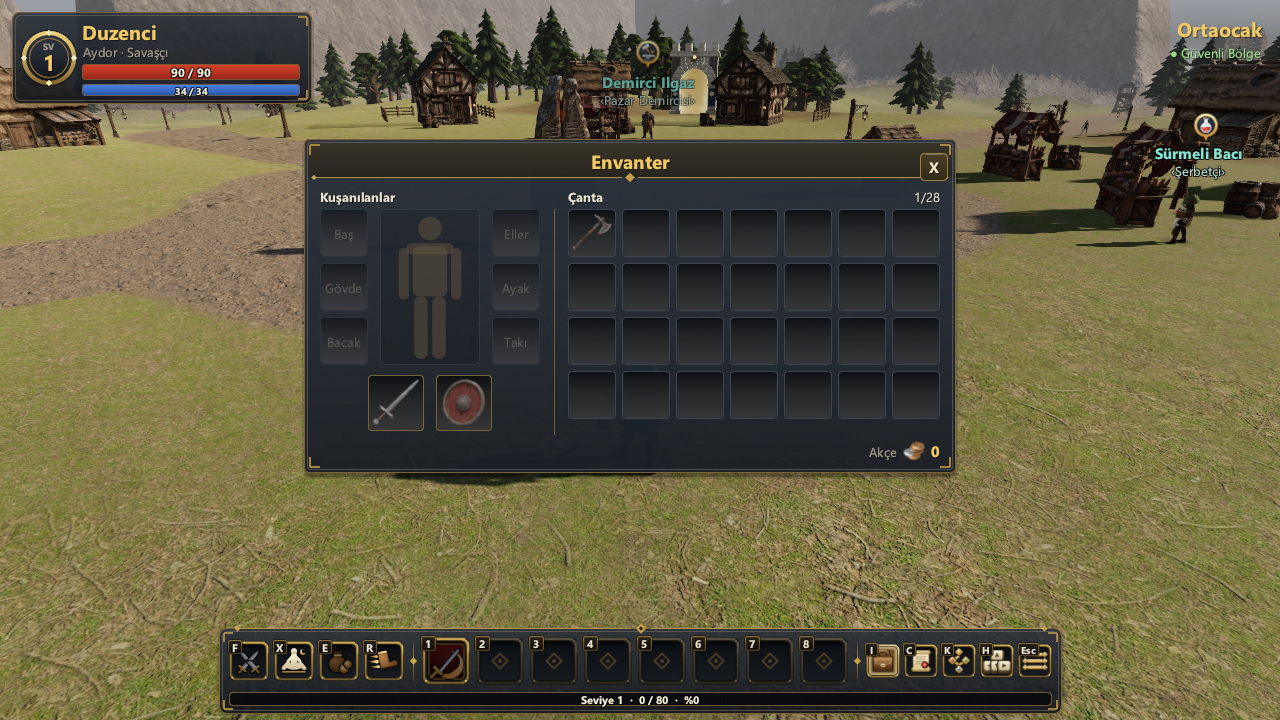 Duzenci
Aydor · Savaşçı
SV
1
90 / 90
34 / 34
Ortaocak
Güvenli Bölge
Demirci Ilgaz
‹Pazar Demircisi›
Sürmeli Bacı
‹Şerbetçi›
Envanter
X
Kuşanılanlar
Çanta
1/28
Baş
Eller
Gövde
Ayak
Bacak
Takı
Akçe
0
F
X
E
R
1
2
3
4
5
6
7
8
I
C
K
H
Esc
Seviye 1 · 0 / 80 · %0